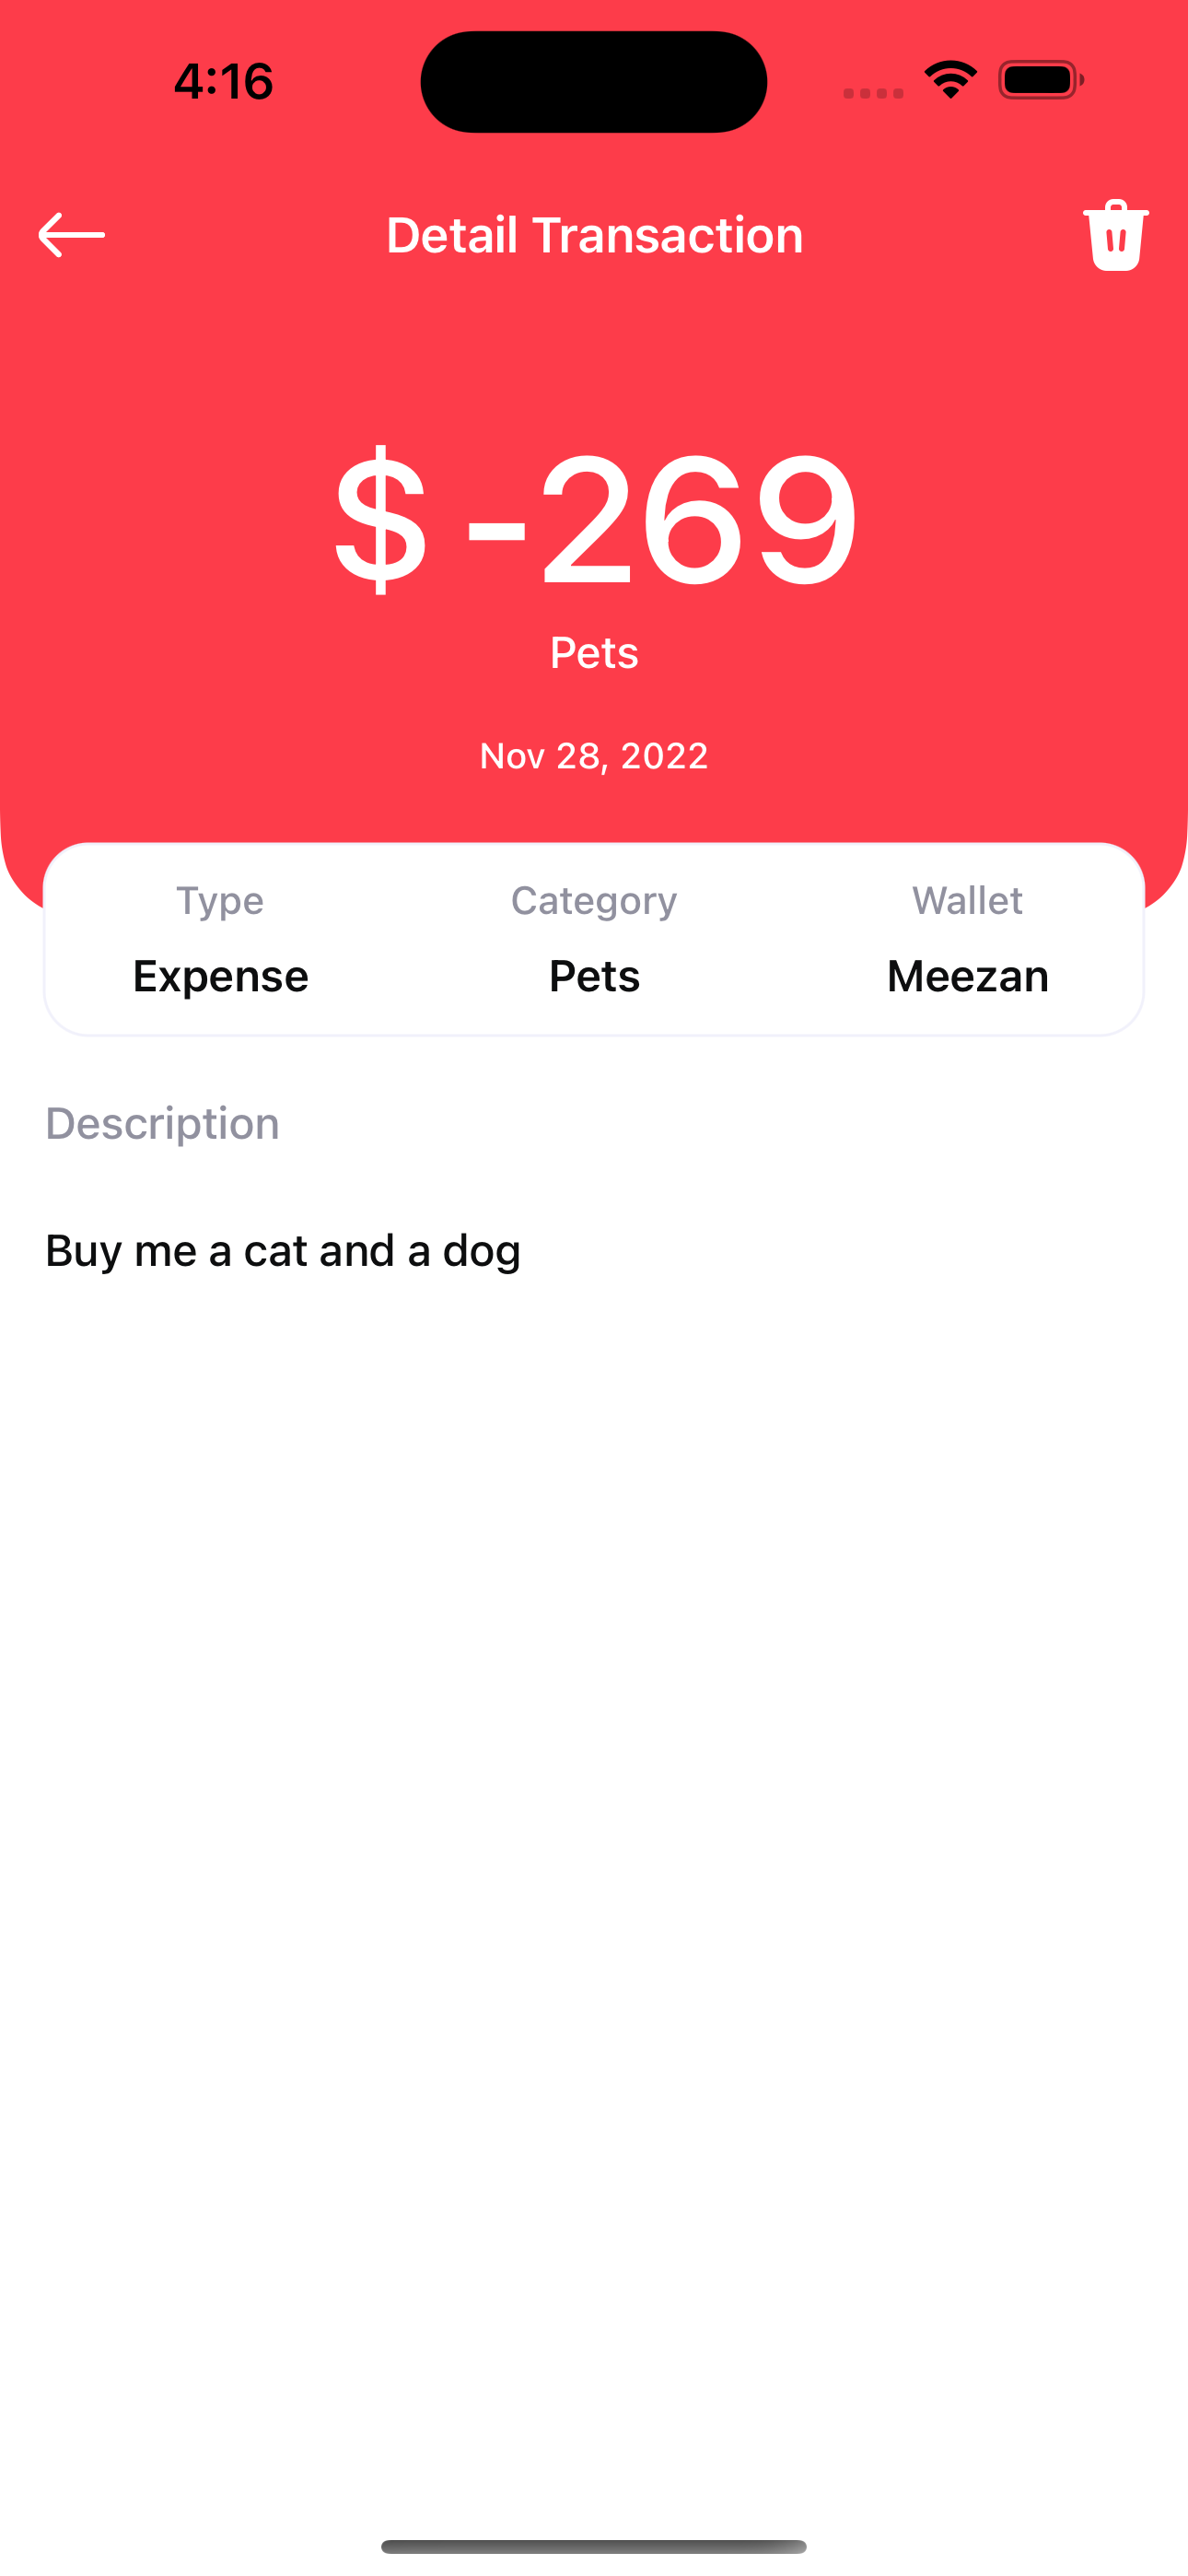 4:16
Detail Transaction
$ -269
Pets
Nov 28, 2022
Type Category Wallet
Expense Pets Meezan
Description
Buy me a cat and a dog